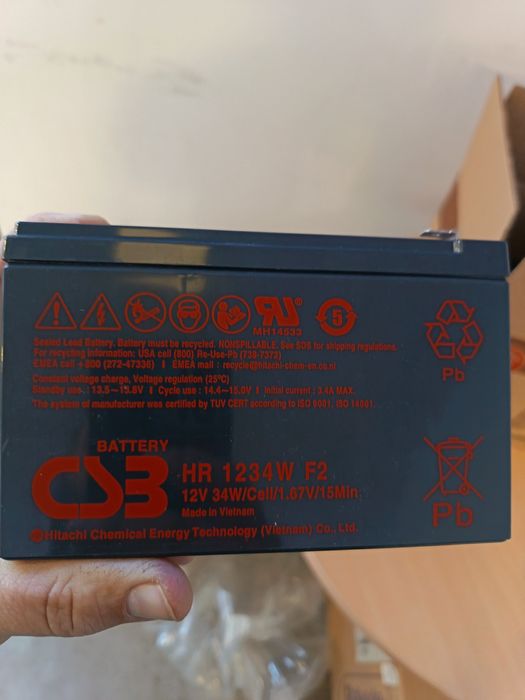 MH14533
5
Sealed Lead Battery. Battery must be recycled. NONSPILLABLE. See SDS for shipping regulations.
For recycling information: USA call (800) Re-Use-Pb (738-7373)
EMEA call +800 (272-47336) | EMEA mail : recycle@hitachi-chem-en.co.nl
Constant voltage charge, Voltage regulation (25°C)
Standby use : 13.5~13.8V | Cycle use : 14.4~15.0V | Initial current : 3.4A MAX.
The system of manufacturer was certified by TUV CERT according to ISO 9001, ISO 14001.
Pb
BATTERY
CSB
HR 1234W F2
12V 34W/Cell/1.67V/15Min
Made in Vietnam
Pb
Hitachi Chemical Energy Technology (Vietnam) Co., Ltd.